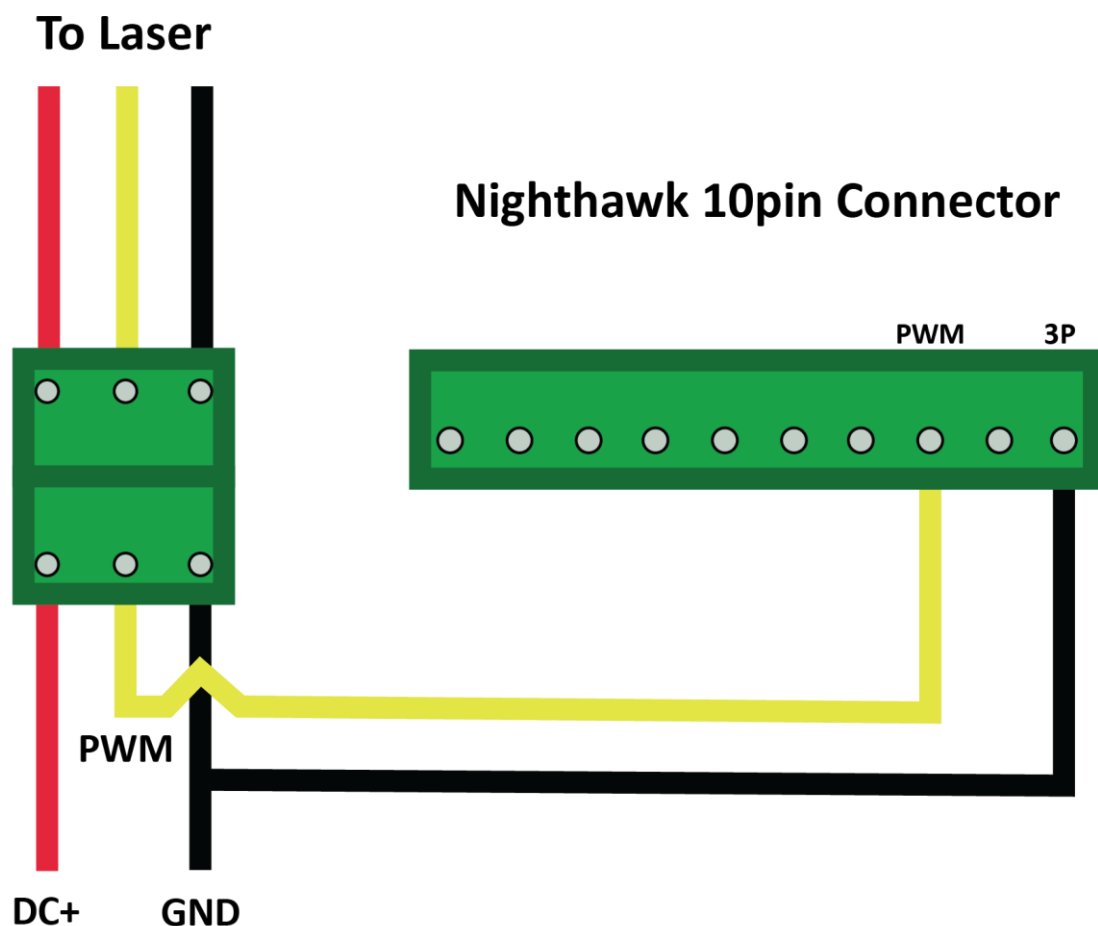 To Laser
Nighthawk 10pin Connector
PWM 3P
PWM
DC+ GND